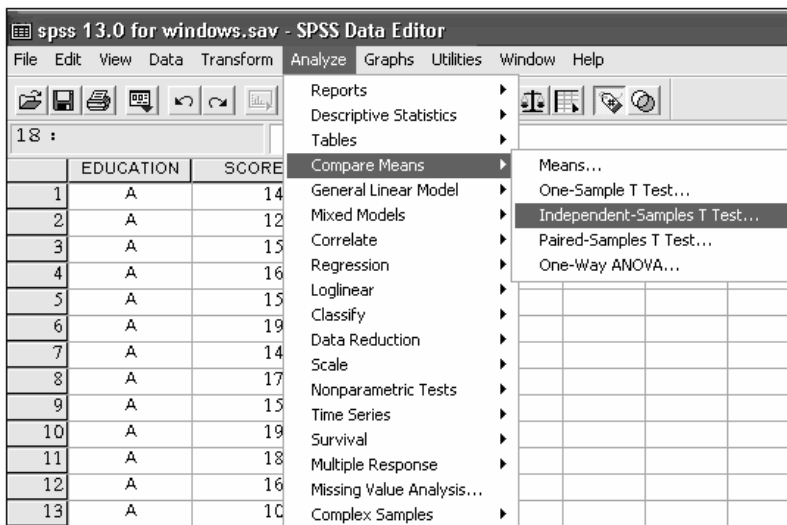 spss 13.0 for windows.sav - SPSS Data Editor
File Edit View Data Transform Analyze Graphs Utilities Window Help
18 :
Reports
Descriptive Statistics
Tables
Compare Means
General Linear Model
Mixed Models
Correlate
Regression
Loglinear
Classify
Data Reduction
Scale
Nonparametric Tests
Time Series
Survival
Multiple Response
Missing Value Analysis...
Complex Samples
Means...
One-Sample T Test...
Independent-Samples T Test...
Paired-Samples T Test...
One-Way ANOVA...
EDUCATION SCORE
1 A 14
2 A 12
3 A 15
4 A 16
5 A 15
6 A 19
7 A 14
8 A 17
9 A 15
10 A 19
11 A 18
12 A 16
13 A 10